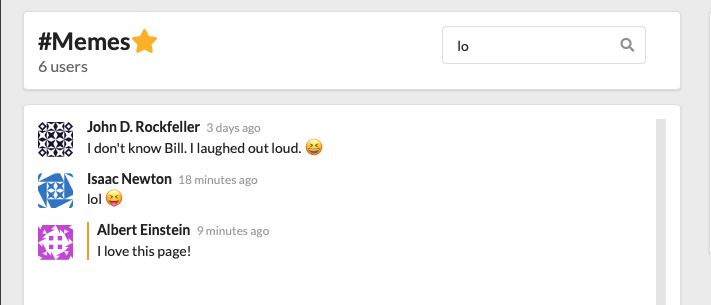 #Memes
lo
6 users
John D. Rockfeller 3 days ago
I don't know Bill. I laughed out loud. 😆
Isaac Newton 18 minutes ago
lol 😝
Albert Einstein 9 minutes ago
I love this page!